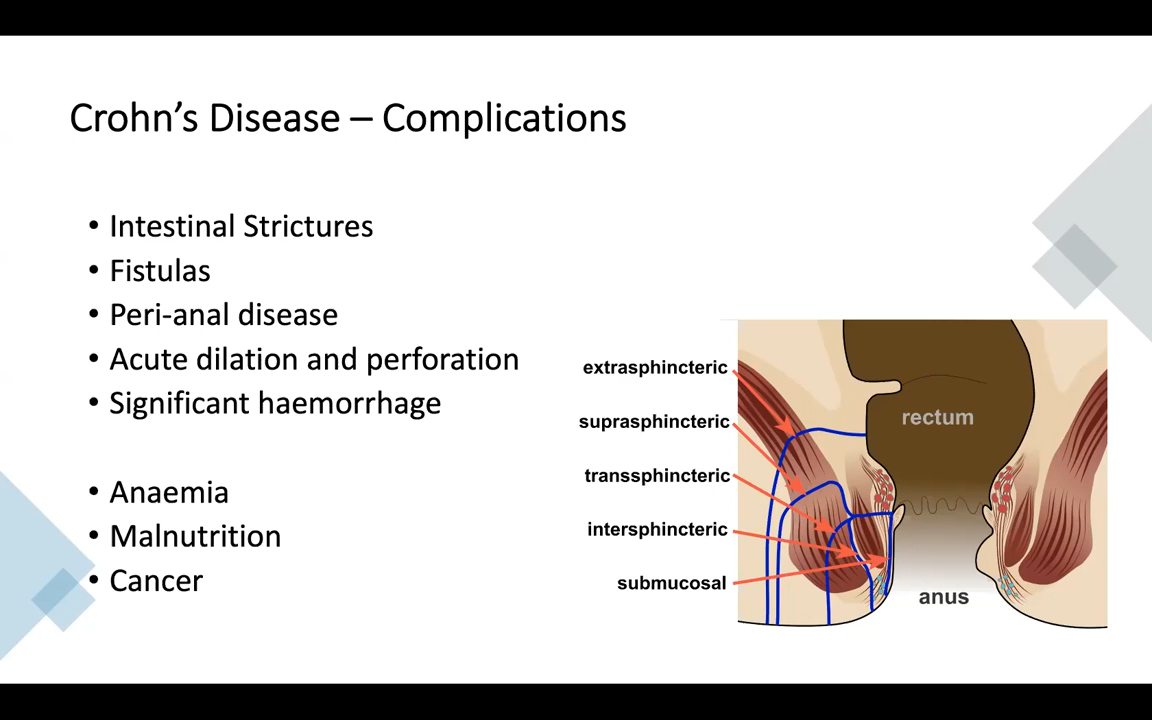 Crohn’s Disease – Complications
• Intestinal Strictures
• Fistulas
• Peri-anal disease
• Acute dilation and perforation
• Significant haemorrhage
• Anaemia
• Malnutrition
• Cancer
extrasphincteric
suprasphincteric
transsphincteric
intersphincteric
submucosal
rectum
anus